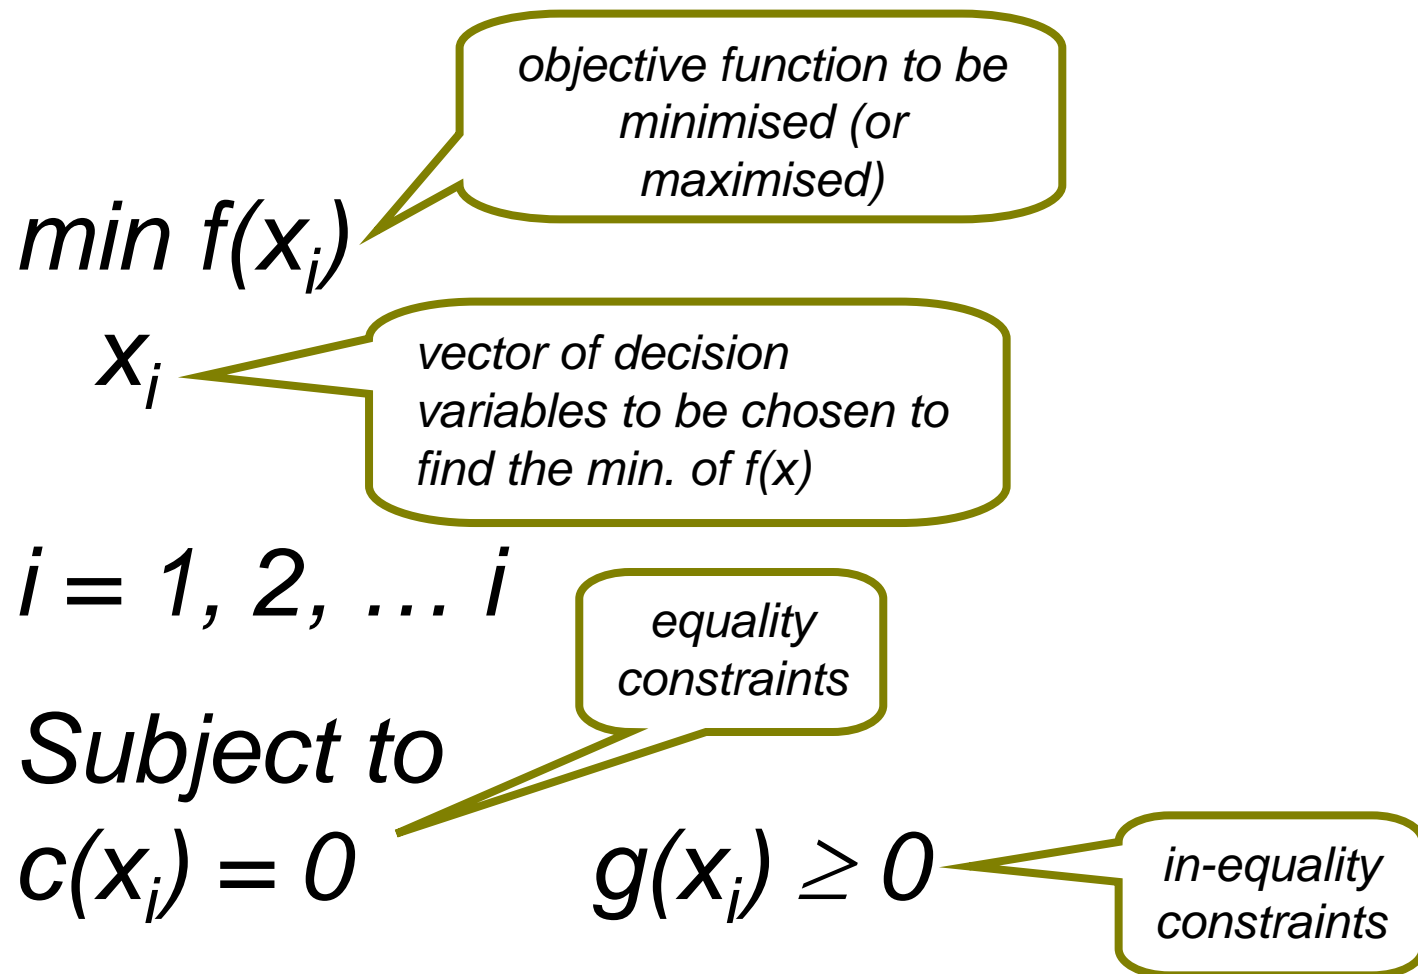 objective function to be
minimised (or
maximised)
min f(xᵢ)
xᵢ
vector of decision
variables to be chosen to
find the min. of f(x)
i = 1, 2, … i
equality
constraints
Subject to
c(xᵢ) = 0
g(xᵢ) ≥ 0
in-equality
constraints